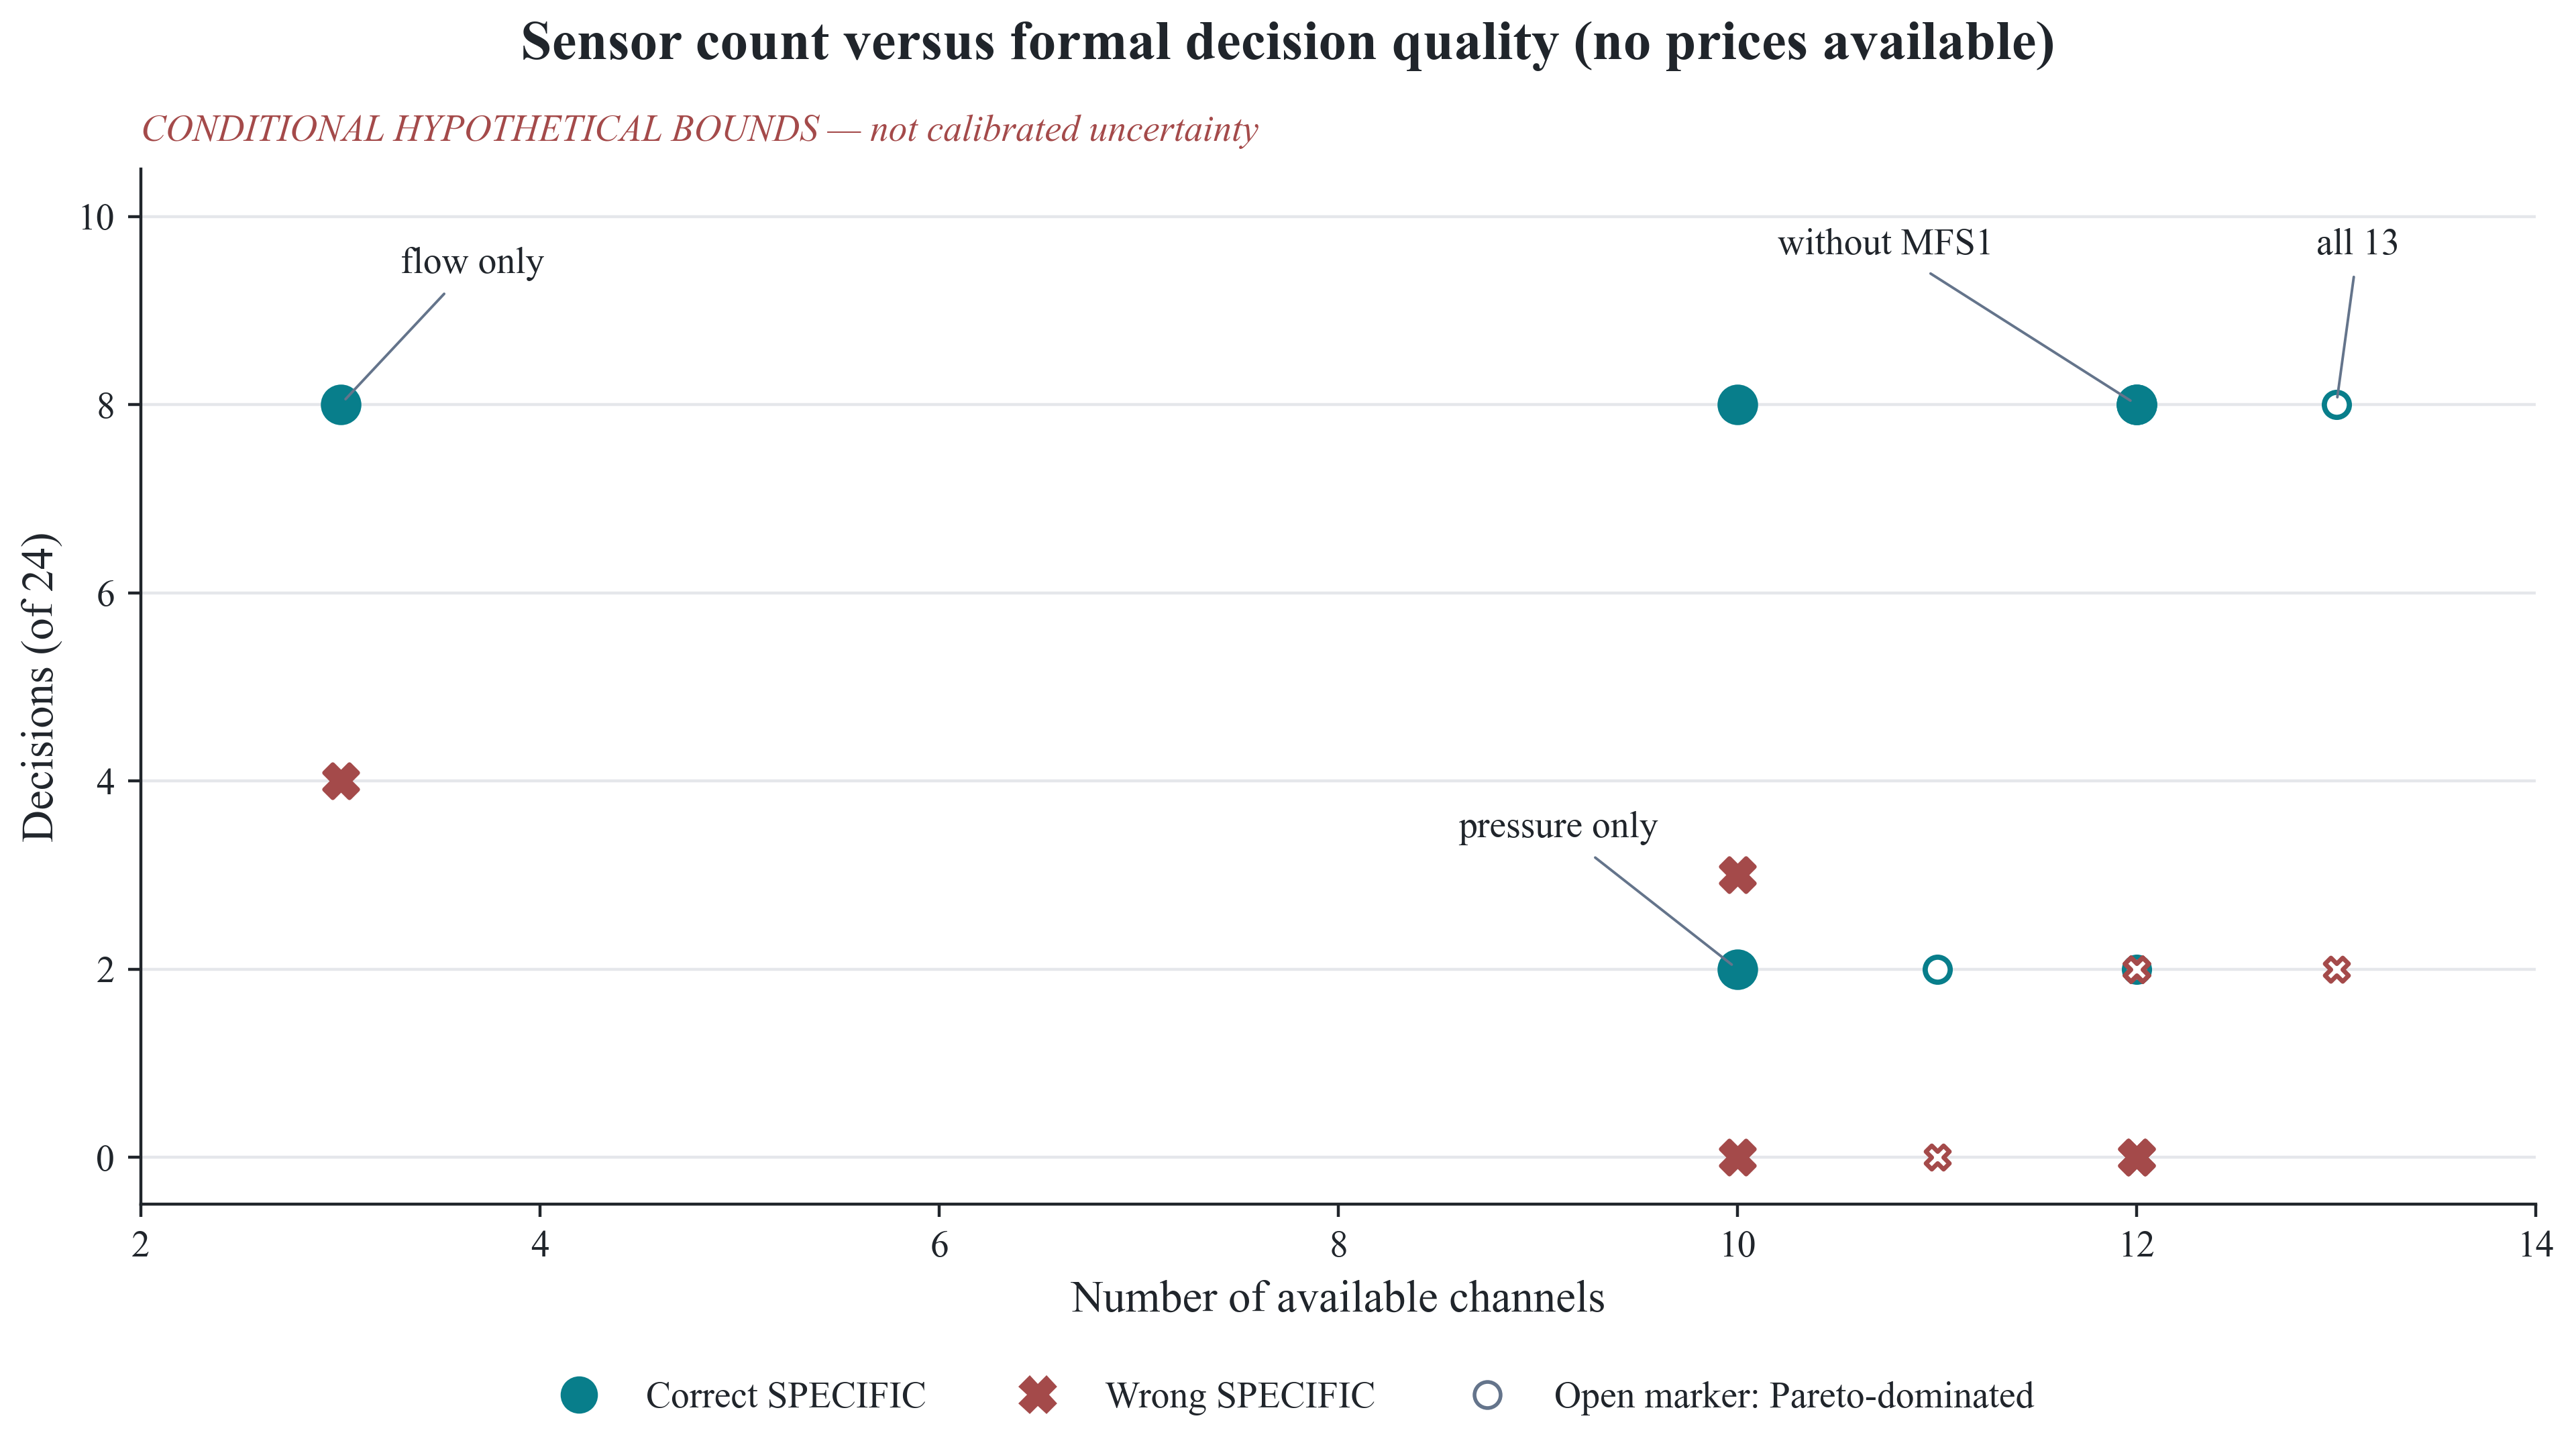 Sensor count versus formal decision quality (no prices available)
CONDITIONAL HYPOTHETICAL BOUNDS — not calibrated uncertainty
10
8
6
4
2
0
Decisions (of 24)
flow only
without MFS1
all 13
pressure only
2
4
6
8
10
12
14
Number of available channels
Correct SPECIFIC
Wrong SPECIFIC
Open marker: Pareto-dominated